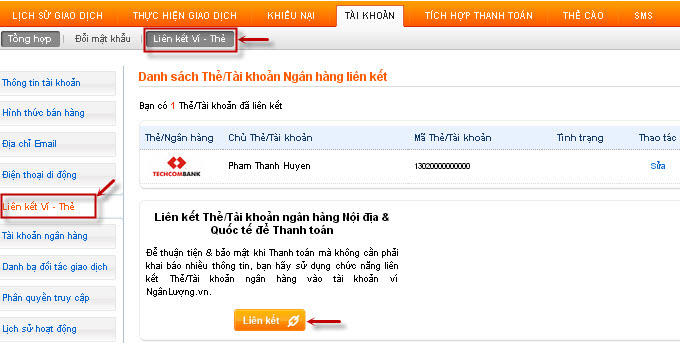 LỊCH SỬ GIAO DỊCH THỰC HIỆN GIAO DỊCH KHIẾU NẠI TÀI KHOẢN TÍCH HỢP THANH TOÁN THẺ CÀO SMS
Tổng hợp | Đổi mật khẩu | Liên kết Ví - Thẻ
Thông tin tài khoản
Hình thức bán hàng
Địa chỉ Email
Điện thoại di động
Liên kết Ví - Thẻ
Tài khoản ngân hàng
Danh bạ đối tác giao dịch
Phân quyền truy cập
Lịch sử hoạt động
Danh sách Thẻ/Tài khoản Ngân hàng liên kết
Bạn có 1 Thẻ/Tài khoản đã liên kết
Thẻ/Ngân hàng Chủ Thẻ/Tài khoản Mã Thẻ/Tài khoản Tình trạng Thao tác
TECHCOMBANK Pham Thanh Huyen 13020000000000 Sửa
Liên kết Thẻ/Tài khoản ngân hàng Nội địa &
Quốc tế để Thanh toán
Để thuận tiện & bảo mật khi Thanh toán mà không cần phải
khai báo nhiều thông tin, bạn hãy sử dụng chức năng liên
kết Thẻ/Tài khoản ngân hàng vào tài khoản ví
NgânLượng.vn.
Liên kết